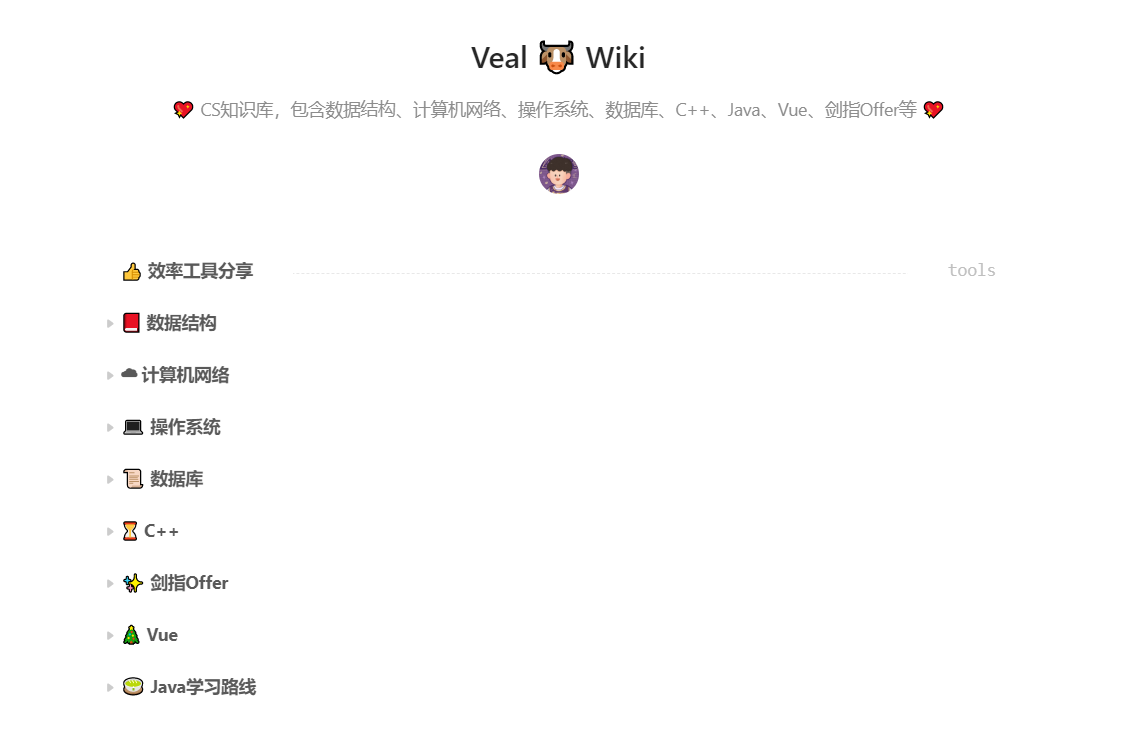 Veal 🐮 Wiki
💖 CS知识库，包含数据结构、计算机网络、操作系统、数据库、C++、Java、Vue、剑指Offer等 💖
👍 效率工具分享 tools
📕 数据结构
☁ 计算机网络
💻 操作系统
📜 数据库
⏳ C++
✨ 剑指Offer
🎄 Vue
🍵 Java学习路线